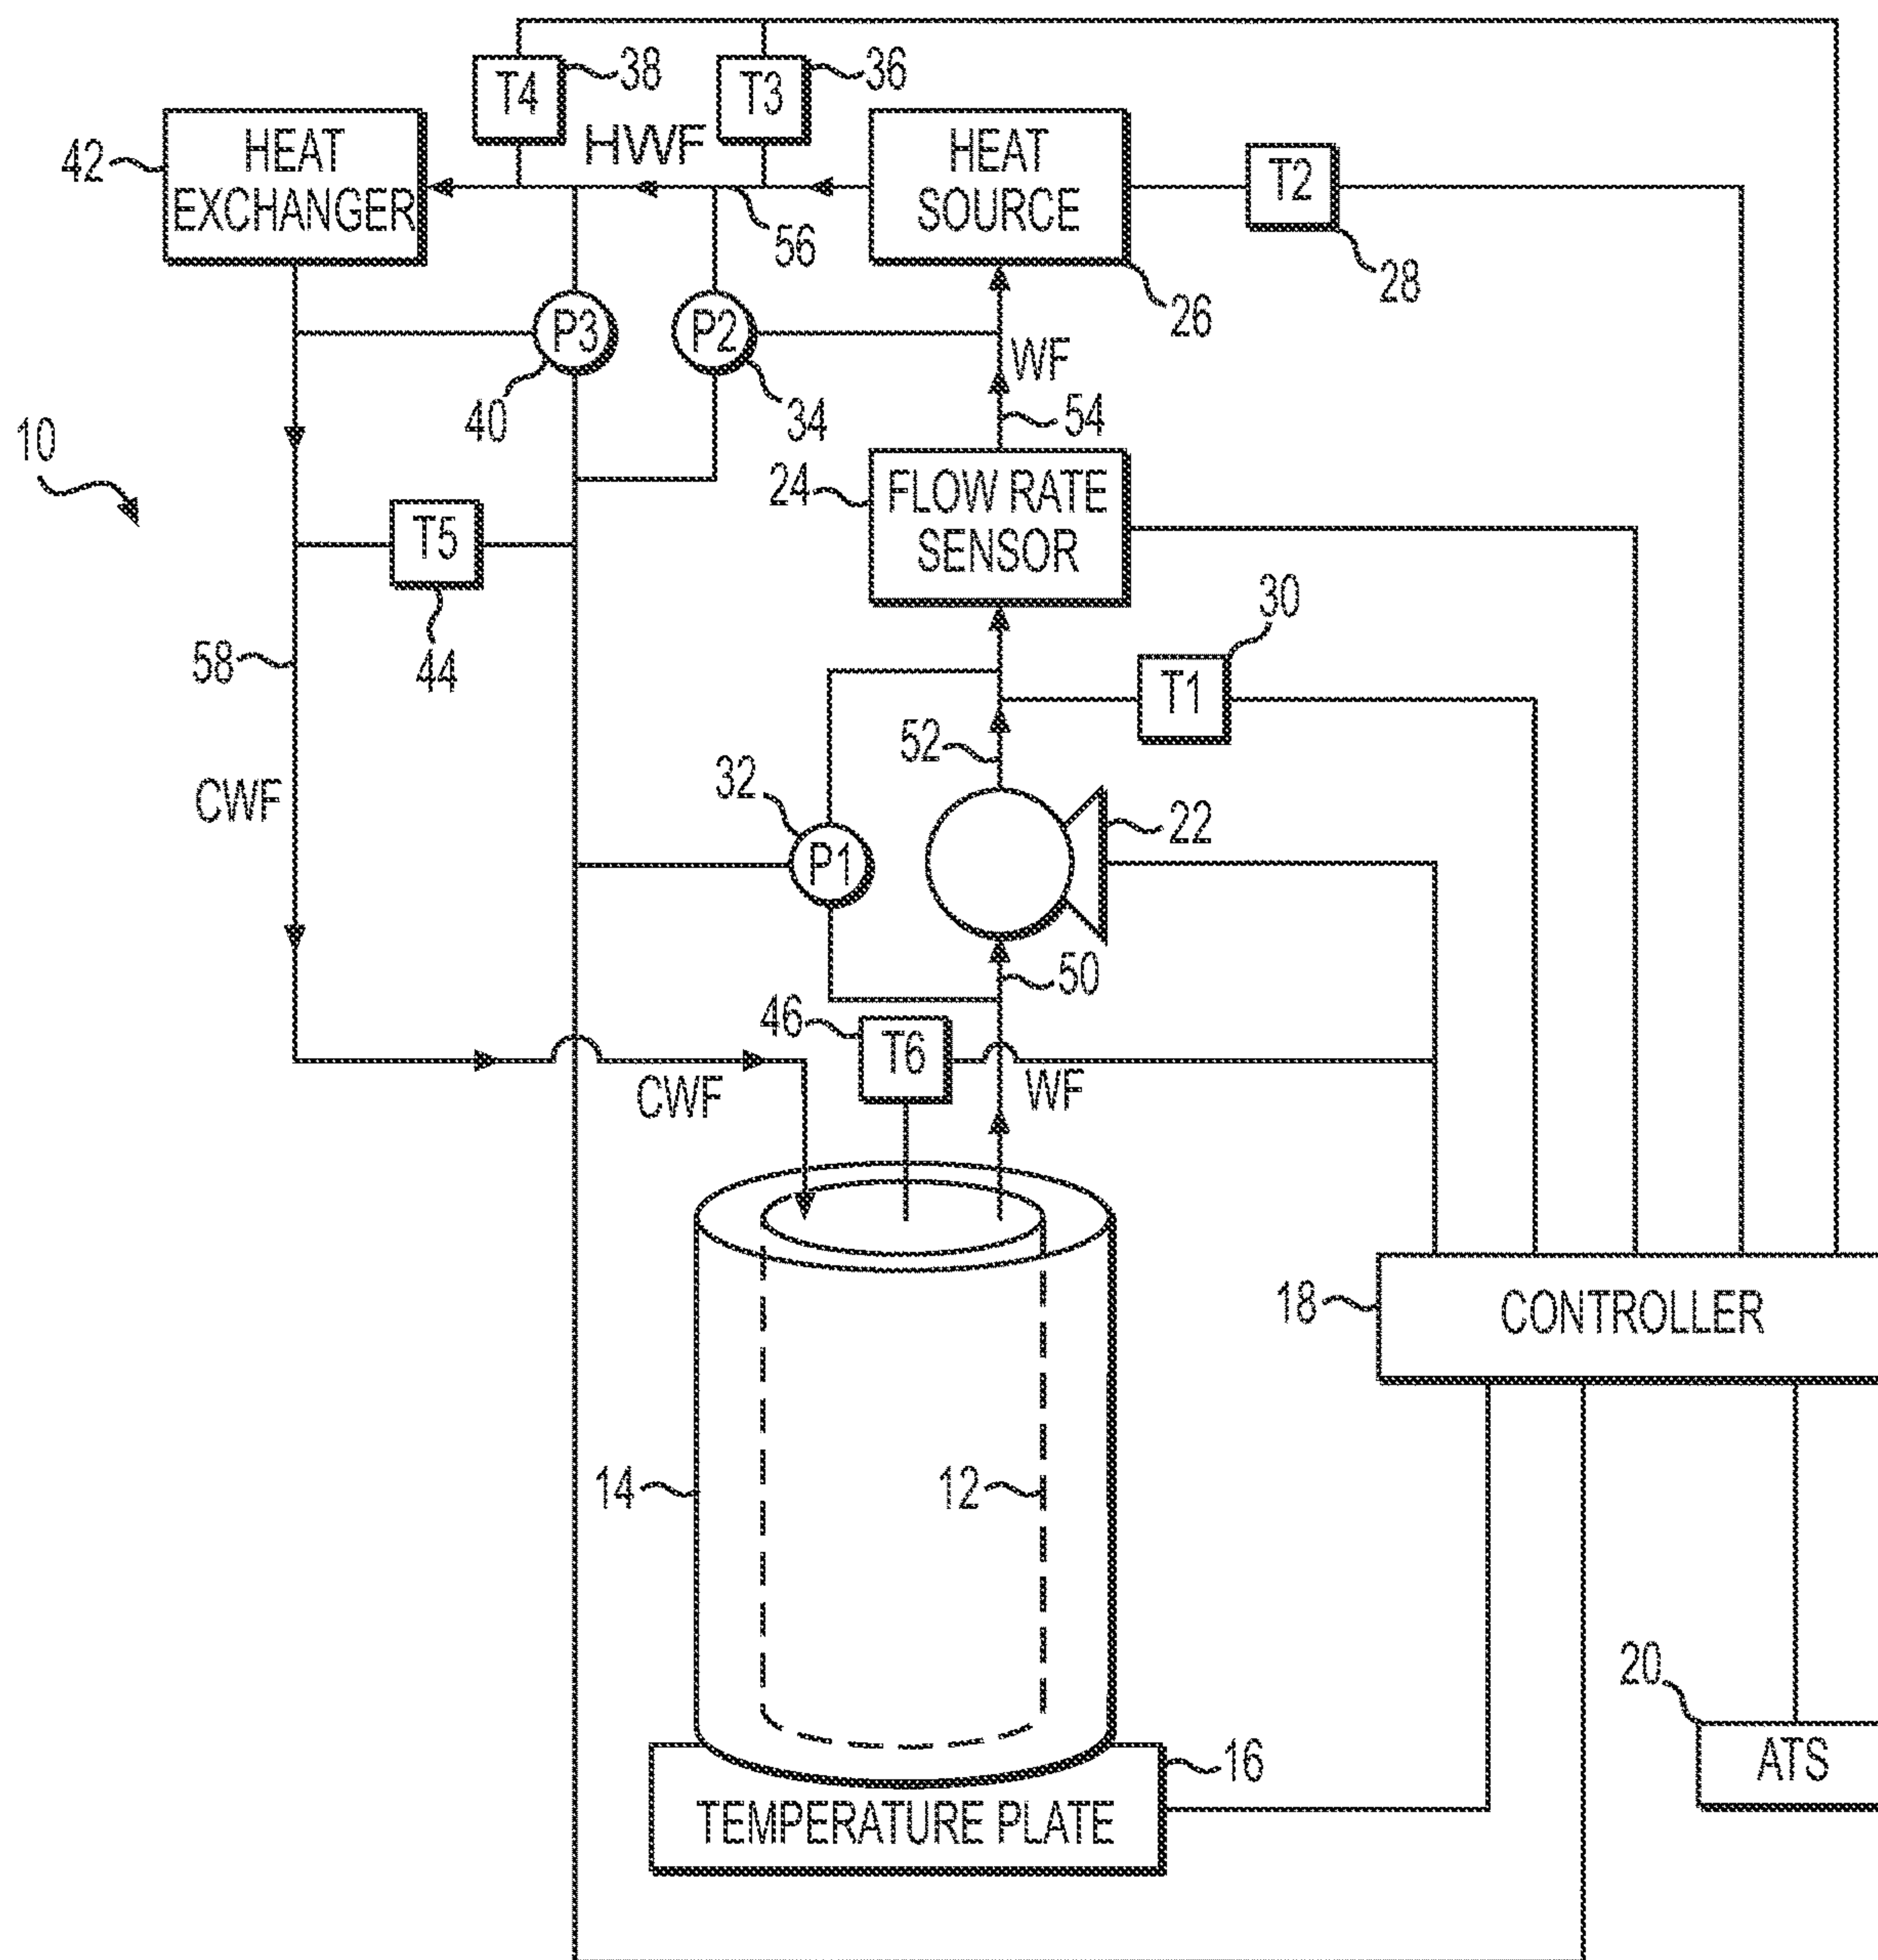 T4
38
T3
36
42
HEAT
EXCHANGER
HWF
HEAT
SOURCE
T2
56
28
26
P3
P2
WF
40
34
54
10
24
FLOW RATE
SENSOR
T5
30
58
44
T1
52
32
22
CWF
P1
50
46
T6
CWF
WF
18
CONTROLLER
14
12
20
16
ATS
TEMPERATURE PLATE